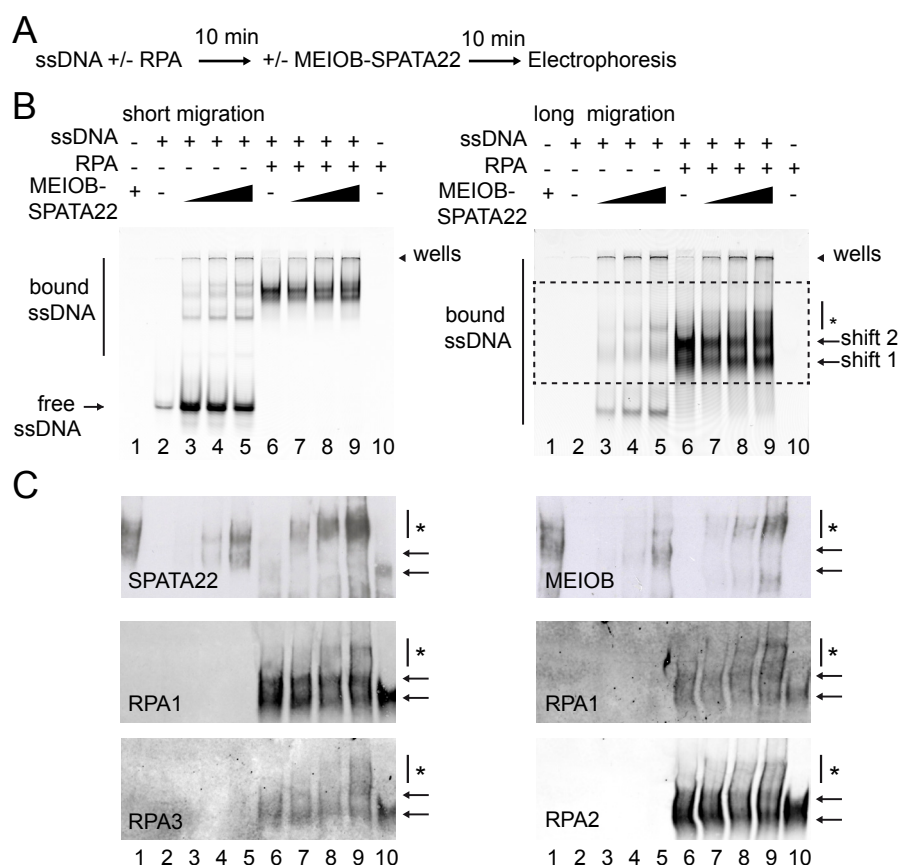 A
10 min 10 min
ssDNA +/- RPA +/- MEIOB-SPATA22 Electrophoresis
B
short migration
ssDNA - + + + + + + + + -
RPA - - - - - + + + + +
MEIOB-SPATA22 + - - -
wells
bound ssDNA
free ssDNA
1 2 3 4 5 6 7 8 9 10
long migration
ssDNA - + + + + + + + + -
RPA - - - - - + + + + +
MEIOB-SPATA22 + - - -
wells
bound ssDNA
*
shift 2
shift 1
1 2 3 4 5 6 7 8 9 10
C
SPATA22 *
MEIOB *
RPA1 *
RPA1 *
RPA3 *
RPA2 *
1 2 3 4 5 6 7 8 9 10
1 2 3 4 5 6 7 8 9 10